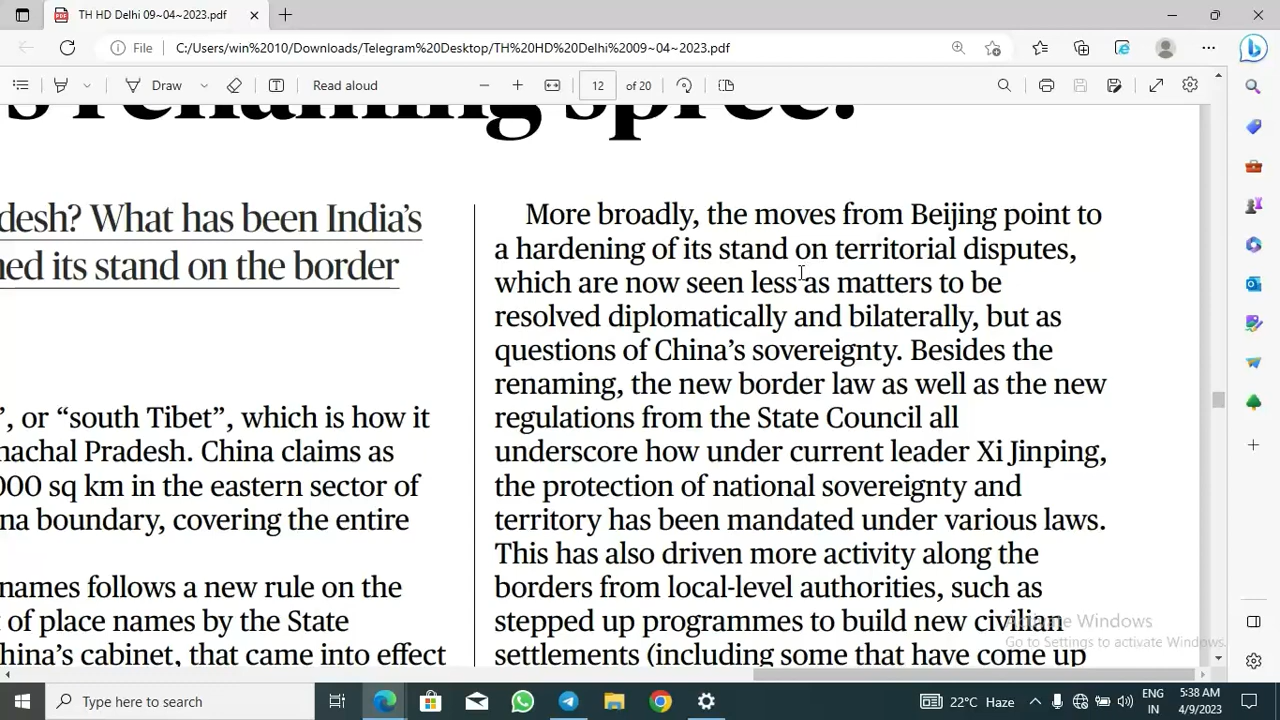 TH HD Delhi 09~04~2023.pdf
File C:/Users/win%2010/Downloads/Telegram%20Desktop/TH%20HD%20Delhi%2009~04~2023.pdf
Draw Read aloud 12 of 20
s renaming spree?
desh? What has been India's
ned its stand on the border
", or "south Tibet", which is how it
nachal Pradesh. China claims as
000 sq km in the eastern sector of
na boundary, covering the entire
names follows a new rule on the
t of place names by the State
hina's cabinet, that came into effect
More broadly, the moves from Beijing point to
a hardening of its stand on territorial disputes,
which are now seen less as matters to be
resolved diplomatically and bilaterally, but as
questions of China's sovereignty. Besides the
renaming, the new border law as well as the new
regulations from the State Council all
underscore how under current leader Xi Jinping,
the protection of national sovereignty and
territory has been mandated under various laws.
This has also driven more activity along the
borders from local-level authorities, such as
stepped up programmes to build new civilian
settlements (including some that have come up
Activate Windows
Go to Settings to activate Windows.
Type here to search
22°C Haze
ENG
IN
5:38 AM
4/9/2023